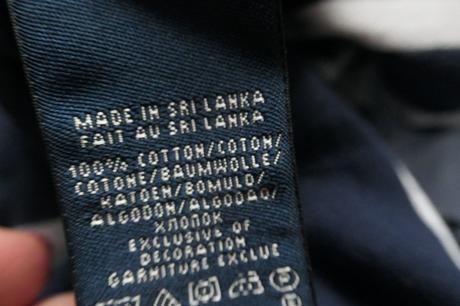 MADE IN SRI LANKA
FAIT AU SRI LANKA
100% COTTON/COTON/
COTONE/BAUMWOLLE/
KATOEN/BOMULD/
ALGODON/ALGODAO/
ХЛОПОК
EXCLUSIVE OF
DECORATION
GARNITURE EXCLUE